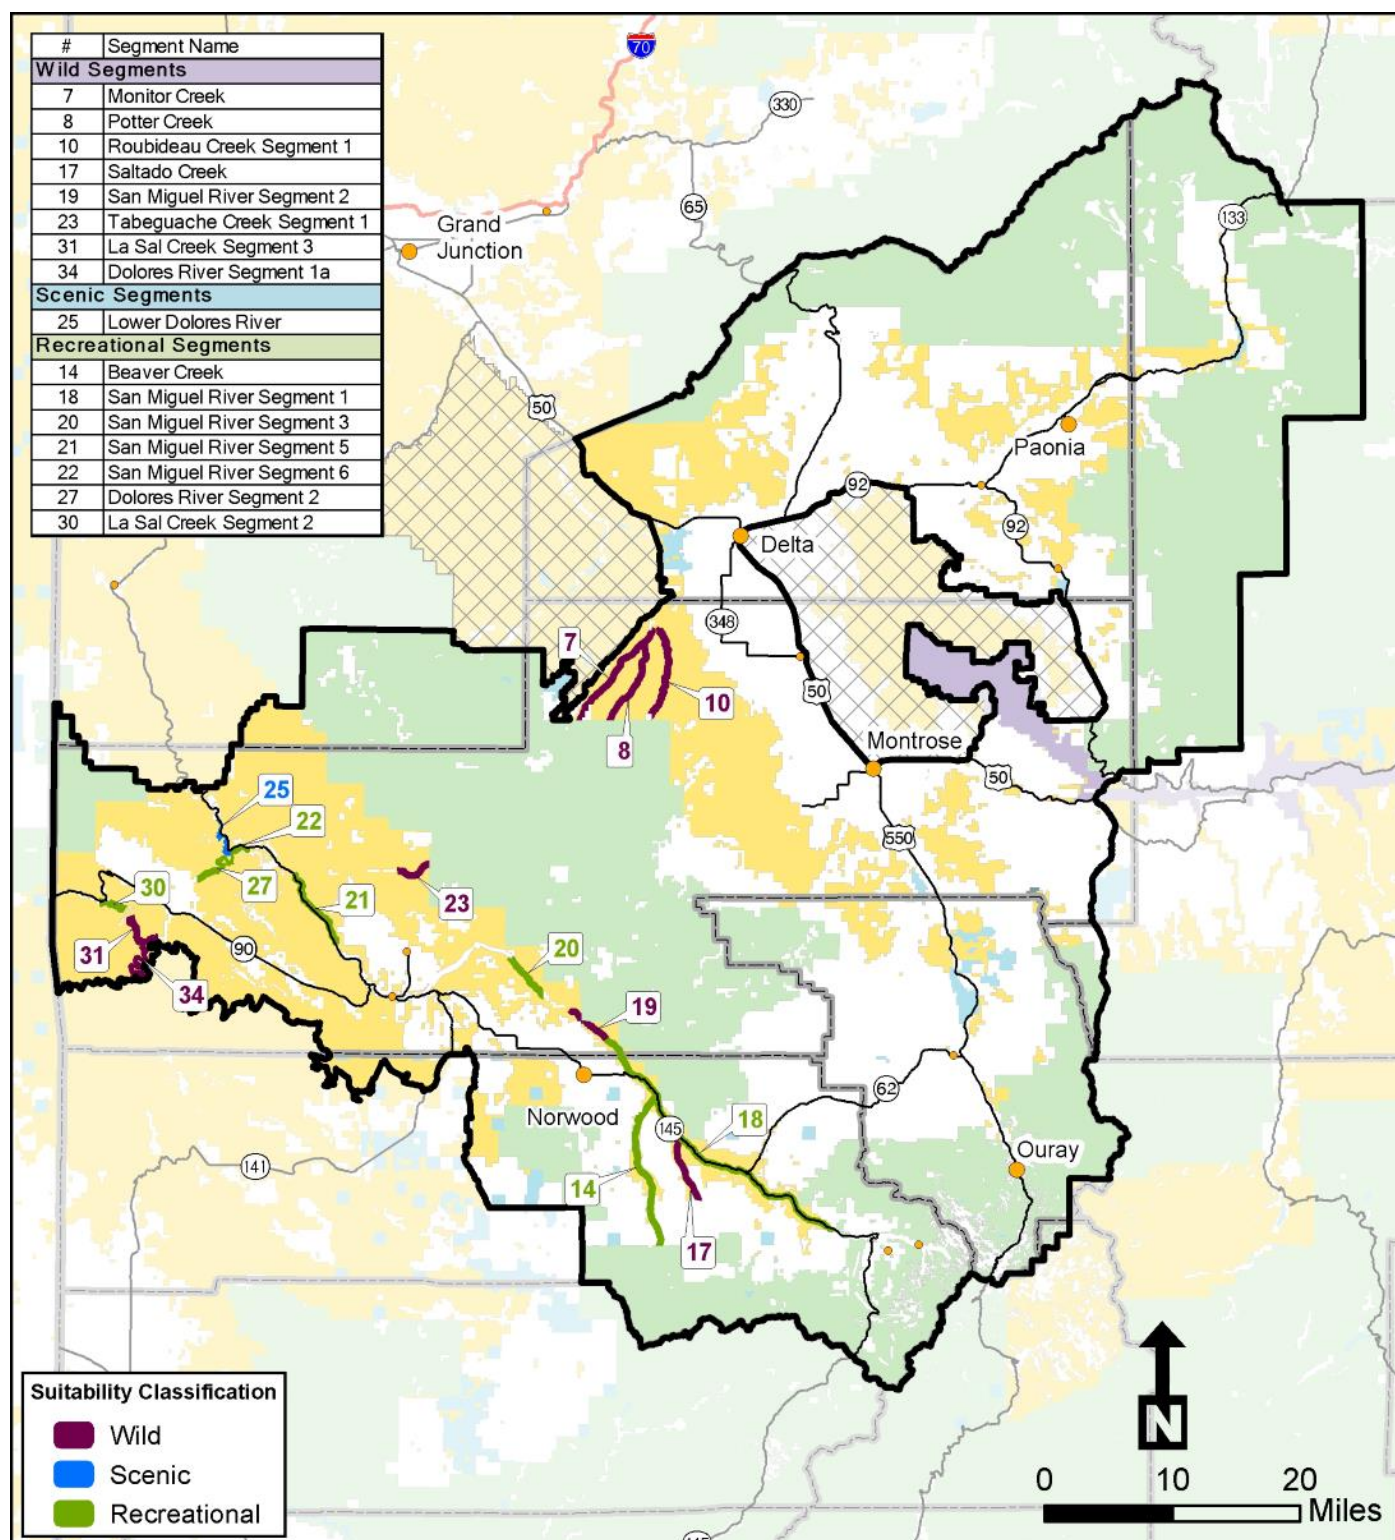 # Segment Name
Wild Segments
7 Monitor Creek
8 Potter Creek
10 Roubideau Creek Segment 1
17 Saltado Creek
19 San Miguel River Segment 2
23 Tabeguache Creek Segment 1
31 La Sal Creek Segment 3
34 Dolores River Segment 1a
Scenic Segments
25 Lower Dolores River
Recreational Segments
14 Beaver Creek
18 San Miguel River Segment 1
20 San Miguel River Segment 3
21 San Miguel River Segment 5
22 San Miguel River Segment 6
27 Dolores River Segment 2
30 La Sal Creek Segment 2
70
330
65
133
Grand
Junction
50
Paonia
92
92
Delta
348
7
10
8
50
Montrose
50
25
22
550
30
27
21
23
31
90
20
34
19
62
Norwood
145
18
Ouray
141
14
17
N
Suitability Classification
Wild
Scenic
Recreational
0 10 20
Miles